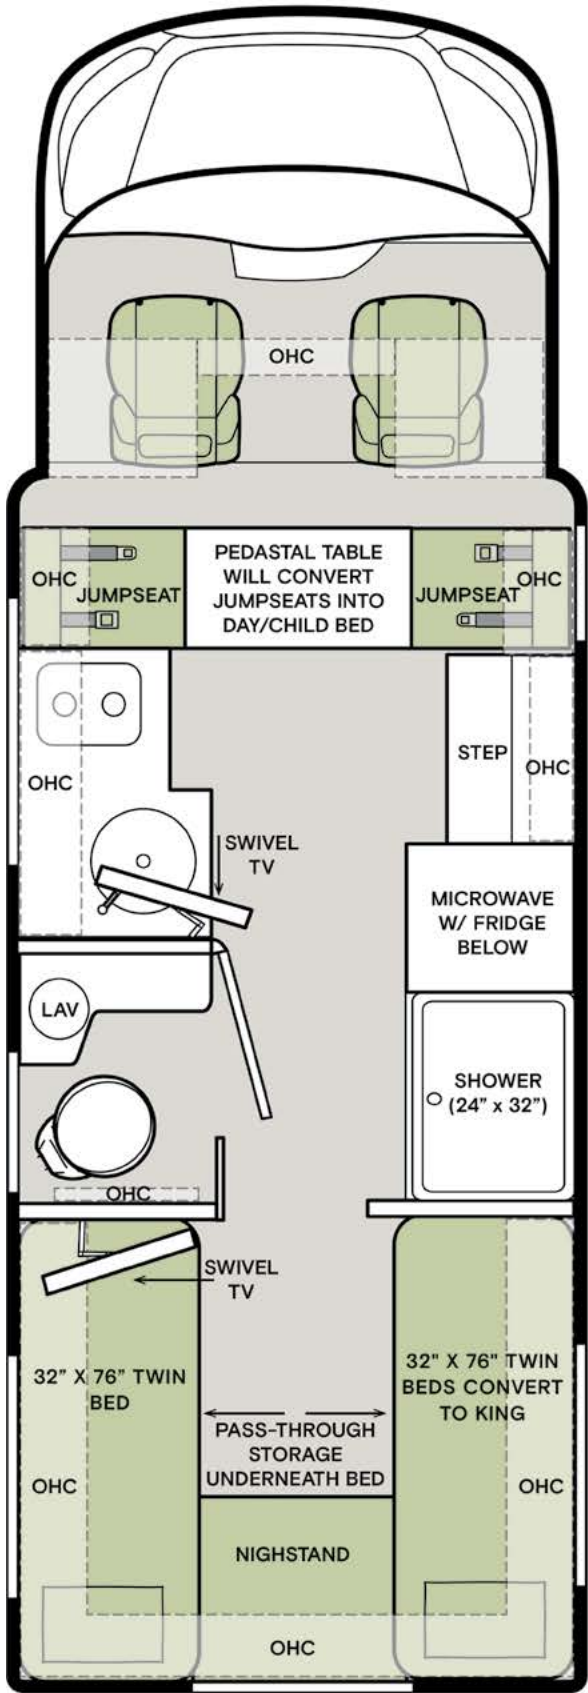 OHC
OHC
JUMPSEAT
PEDASTAL TABLE
WILL CONVERT
JUMPSEATS INTO
DAY/CHILD BED
JUMPSEAT
OHC
OHC
STEP
OHC
SWIVEL
TV
MICROWAVE
W/ FRIDGE
BELOW
LAV
SHOWER
(24” x 32”)
OHC
SWIVEL
TV
32” X 76” TWIN
BED
32" X 76" TWIN
BEDS CONVERT
TO KING
PASS-THROUGH
STORAGE
UNDERNEATH BED
OHC
OHC
NIGHSTAND
OHC